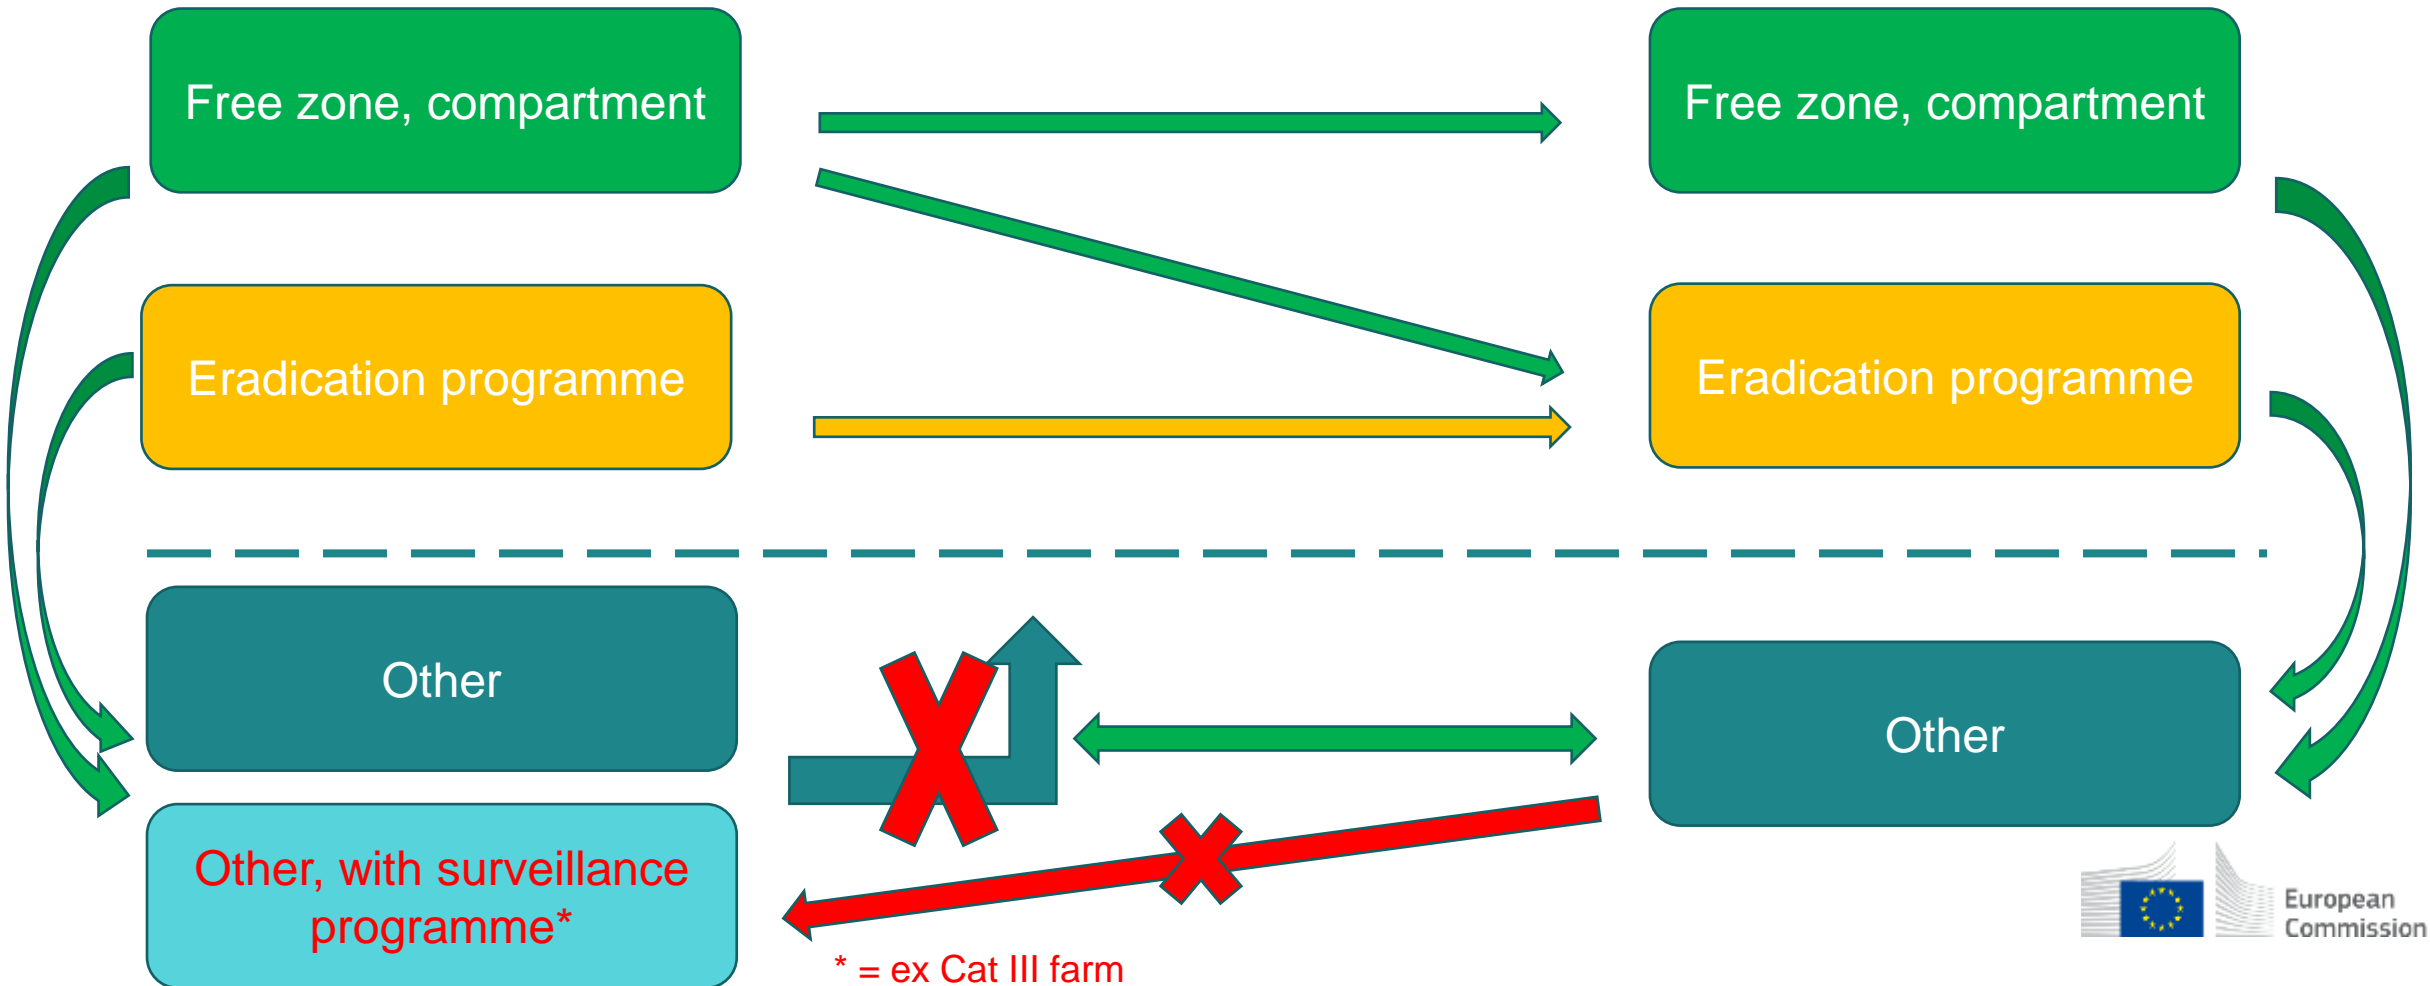 Free zone, compartment
Free zone, compartment
Eradication programme
Eradication programme
Other
Other
Other, with surveillance
programme*
* = ex Cat III farm
European
Commission